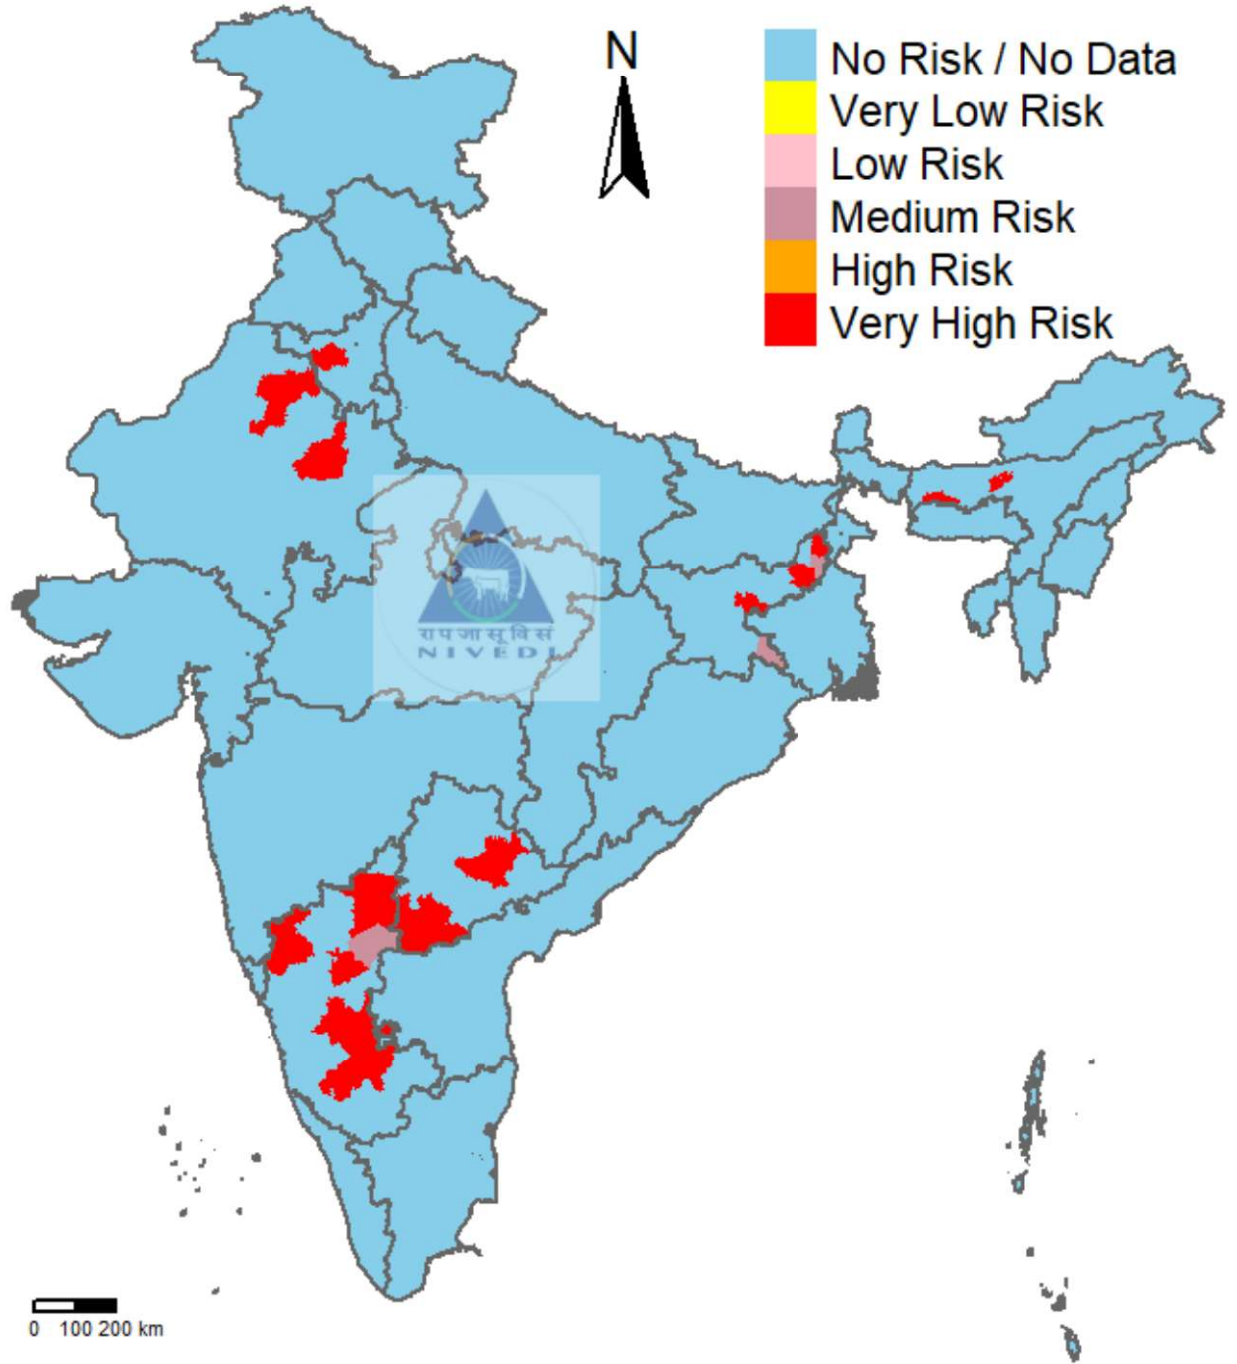 N
No Risk / No Data
Very Low Risk
Low Risk
Medium Risk
High Risk
Very High Risk
रा प जा सू वि सं
NIVEDI
0 100 200 km